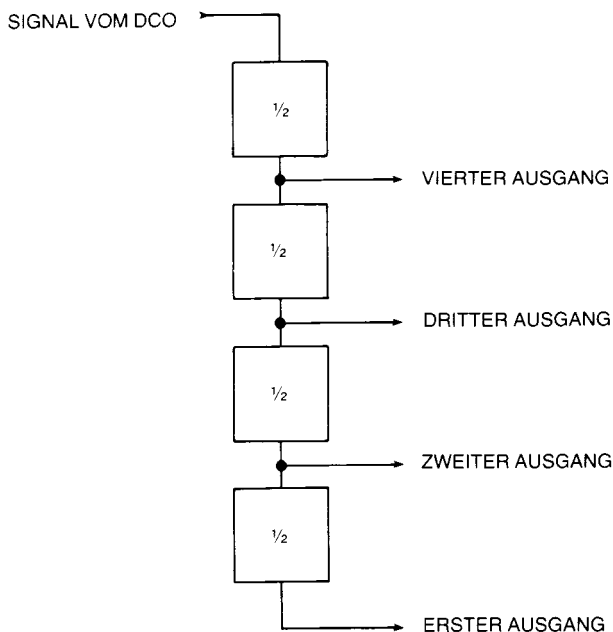 SIGNAL VOM DCO
½
VIERTER AUSGANG
½
DRITTER AUSGANG
½
ZWEITER AUSGANG
½
ERSTER AUSGANG